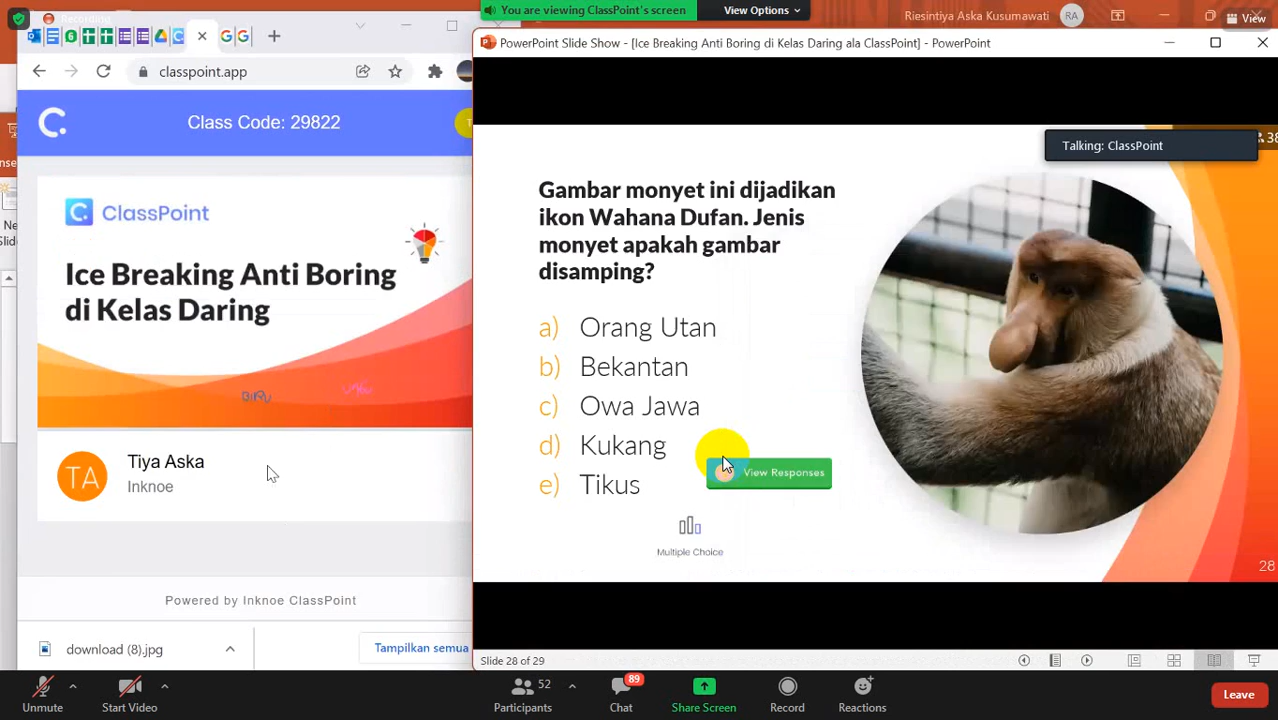 Recording
You are viewing ClassPoint's screen
View Options
Riesintiya Aska Kusumawati
RA
View
classpoint.app
PowerPoint Slide Show - [Ice Breaking Anti Boring di Kelas Daring ala ClassPoint] - PowerPoint
Class Code: 29822
Talking: ClassPoint
38
ClassPoint
Ice Breaking Anti Boring
di Kelas Daring
TA
Tiya Aska
Inknoe
Powered by Inknoe ClassPoint
download (8).jpg
Tampilkan semua
Gambar monyet ini dijadikan
ikon Wahana Dufan. Jenis
monyet apakah gambar
disamping?
a) Orang Utan
b) Bekantan
c) Owa Jawa
d) Kukang
e) Tikus
View Responses
Multiple Choice
28
Slide 28 of 29
Unmute
Start Video
52
Participants
89
Chat
Share Screen
Record
Reactions
Leave